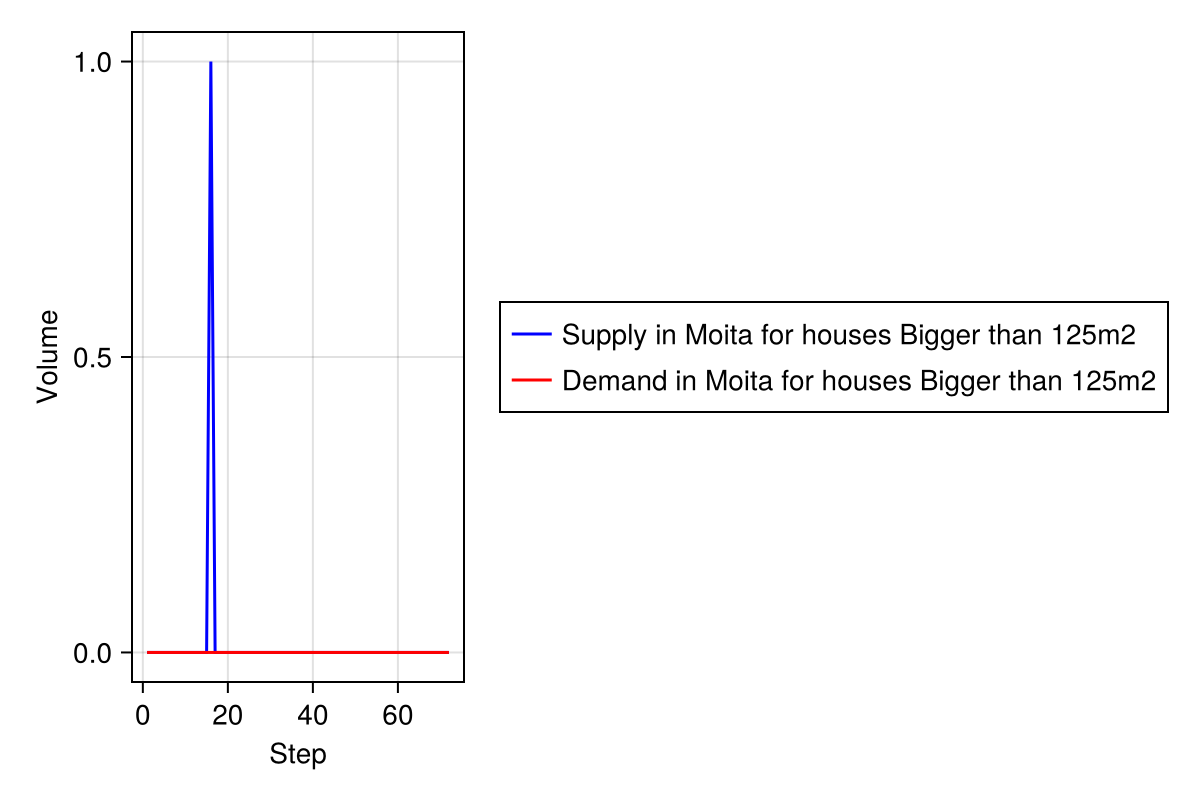 1.0
0.5
0.0
Volume
0 20 40 60
Step
Supply in Moita for houses Bigger than 125m2
Demand in Moita for houses Bigger than 125m2